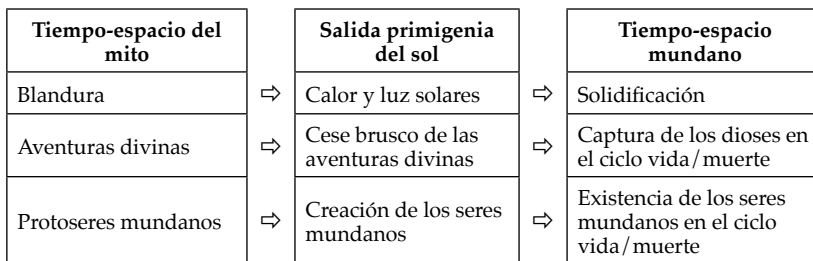 Tiempo-espacio del
mito
Salida primigenia
del sol
Tiempo-espacio
mundano
Blandura
⇨
Calor y luz solares
⇨
Solidificación
Aventuras divinas
⇨
Cese brusco de las
aventuras divinas
⇨
Captura de los dioses en
el ciclo vida/muerte
Protoseres mundanos
⇨
Creación de los seres
mundanos
⇨
Existencia de los seres
mundanos en el ciclo
vida/muerte